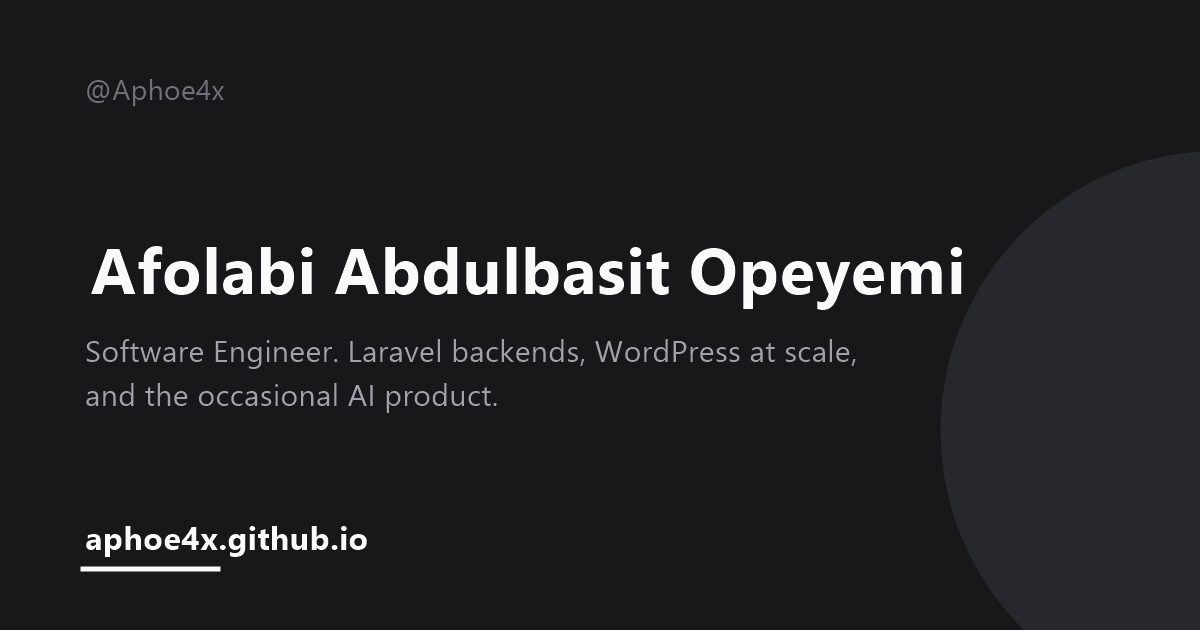 @Aphoe4x
Afolabi Abdulbasit Opeyemi
Software Engineer. Laravel backends, WordPress at scale,
and the occasional AI product.
aphoe4x.github.io